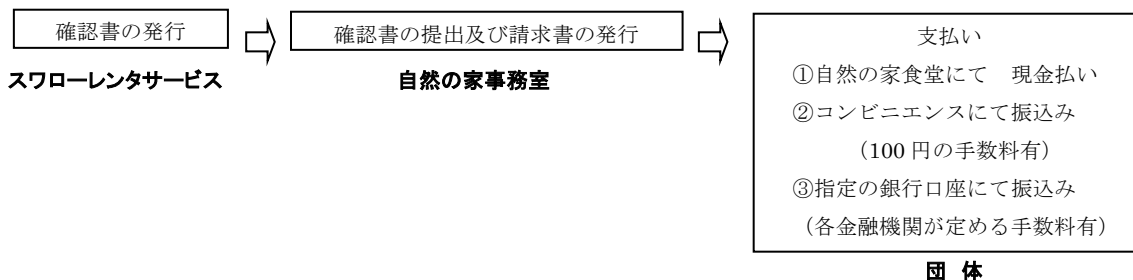 確認書の発行
スワローレンタサービス
確認書の提出及び請求書の発行
自然の家事務室
支払い
①自然の家食堂にて　現金払い
②コンビニエンスにて振込み
（100 円の手数料有）
③指定の銀行口座にて振込み
（各金融機関が定める手数料有）
団 体